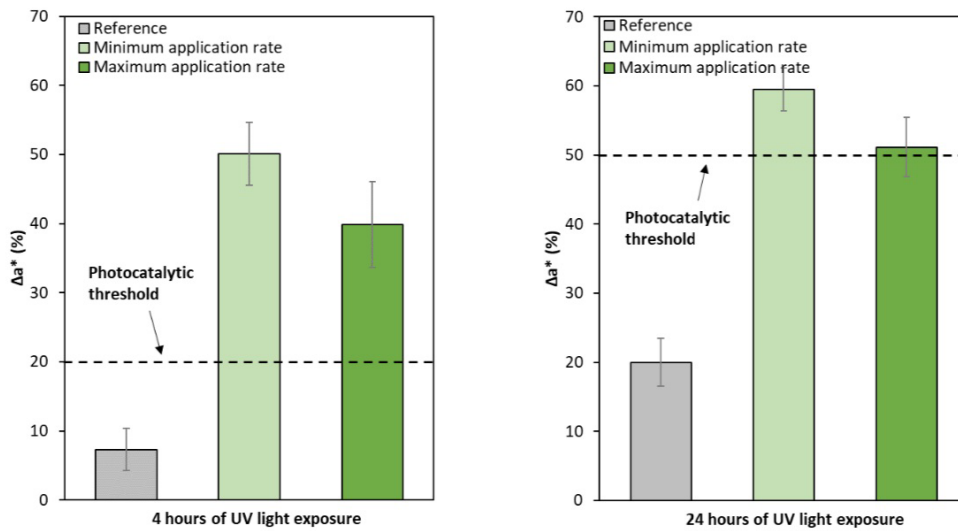 70
60
50
40
30
20
10
0
Δa* (%)
Reference
Minimum application rate
Maximum application rate
Photocatalytic
threshold
4 hours of UV light exposure
70
60
50
40
30
20
10
0
Δa* (%)
Reference
Minimum application rate
Maximum application rate
Photocatalytic
threshold
24 hours of UV light exposure